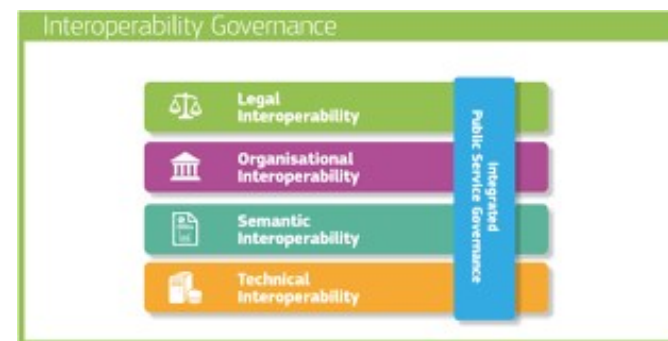 Interoperability Governance
Legal
Interoperability
Organisational
Interoperability
Semantic
Interoperability
Technical
Interoperability
Integrated
Public Service Governance